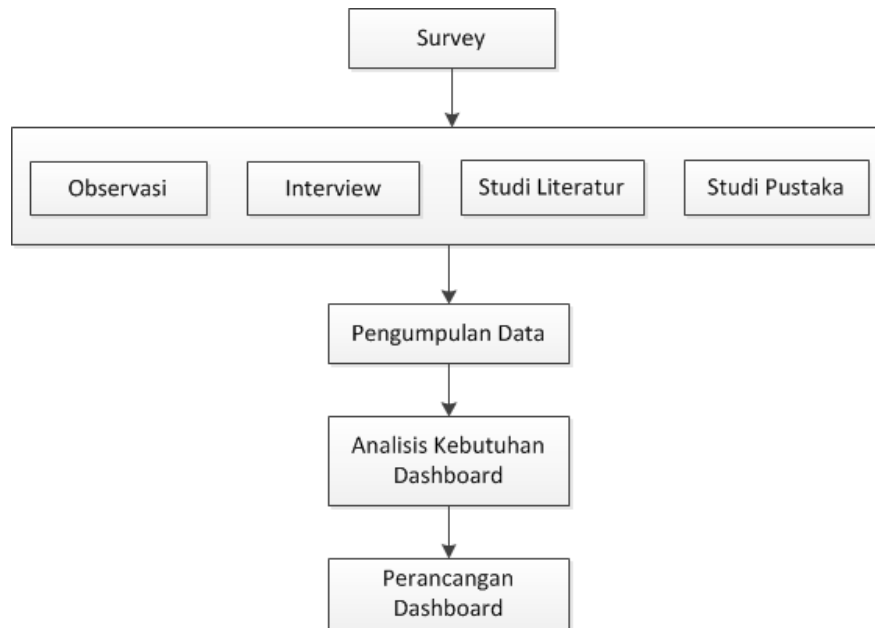 Survey
Observasi
Interview
Studi Literatur
Studi Pustaka
Pengumpulan Data
Analisis Kebutuhan
Dashboard
Perancangan
Dashboard